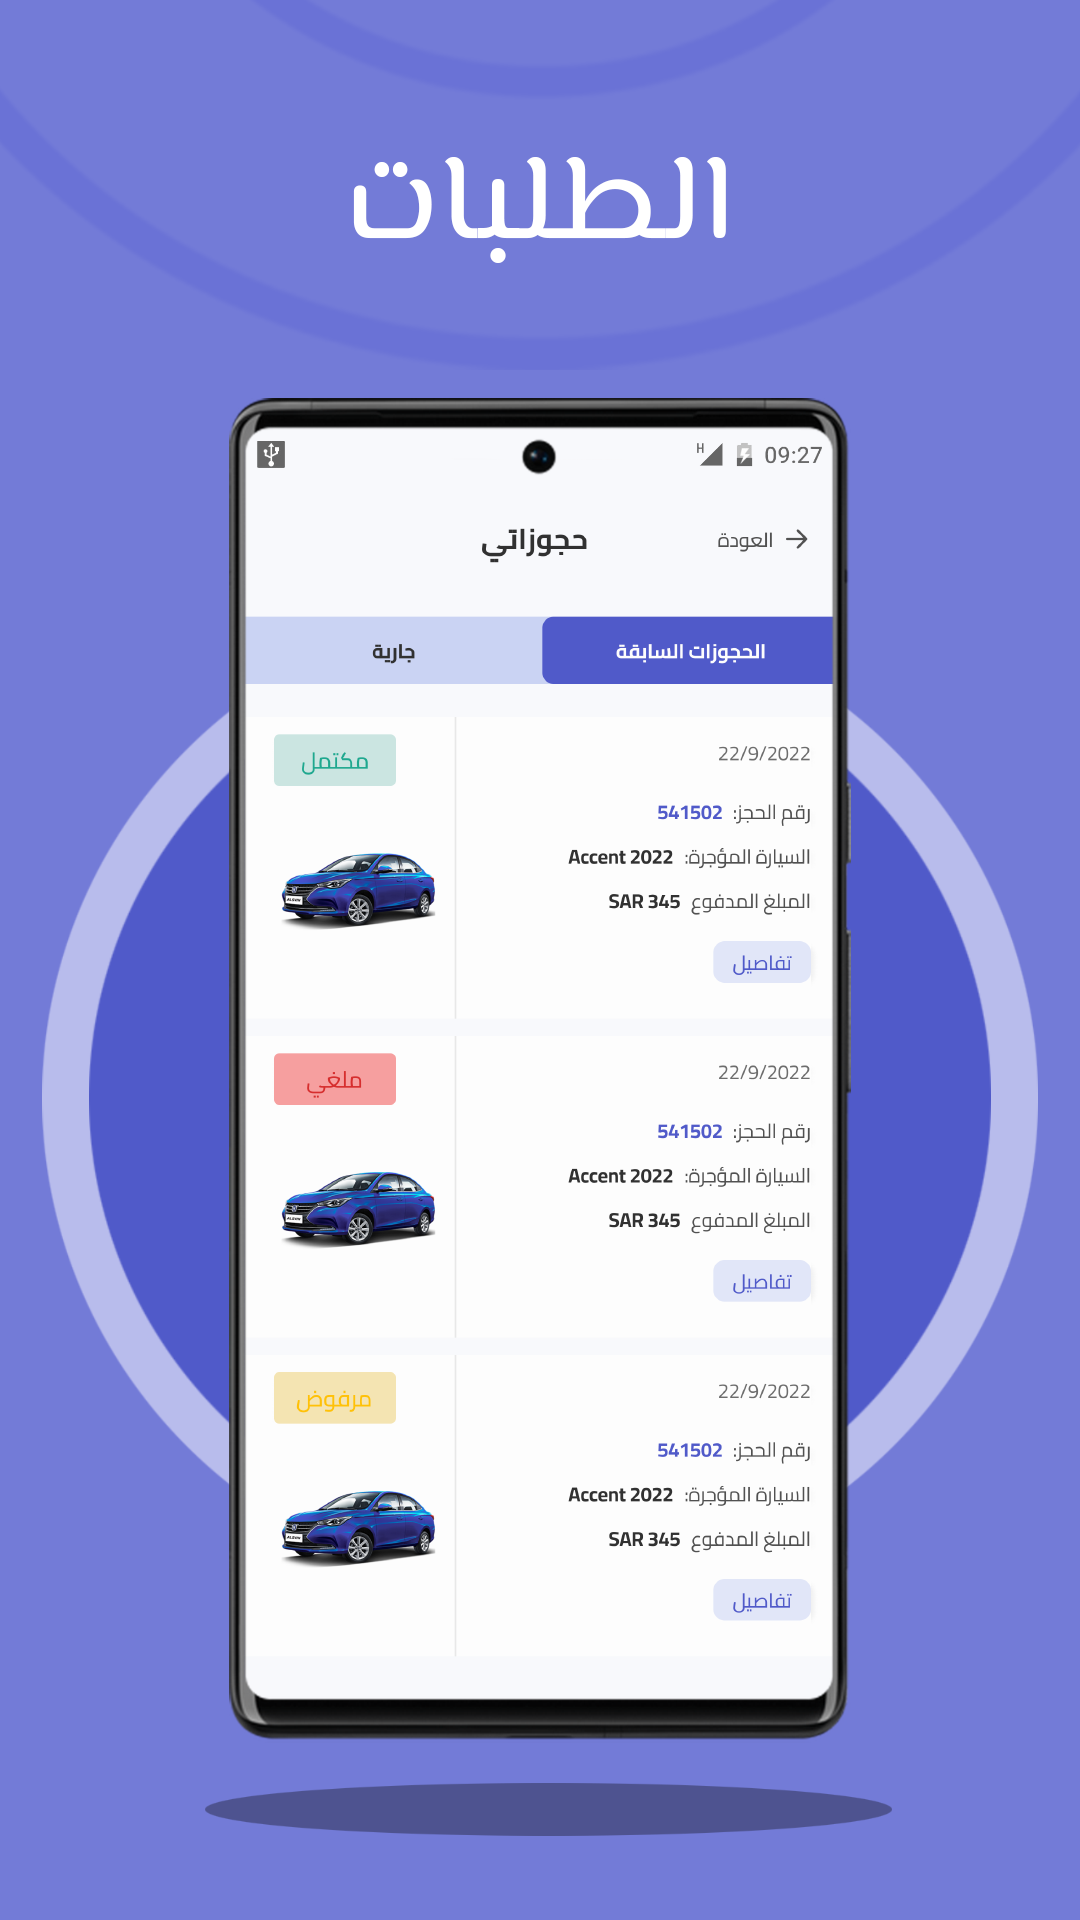 الطلبات
H 09:27
العودة
حجوزاتي
الحجوزات السابقة
جارية
22/9/2022
مكتمل
رقم الحجز: 541502
السيارة المؤجرة: Accent 2022
المبلغ المدفوع SAR 345
تفاصيل
22/9/2022
ملغي
رقم الحجز: 541502
السيارة المؤجرة: Accent 2022
المبلغ المدفوع SAR 345
تفاصيل
22/9/2022
مرفوض
رقم الحجز: 541502
السيارة المؤجرة: Accent 2022
المبلغ المدفوع SAR 345
تفاصيل